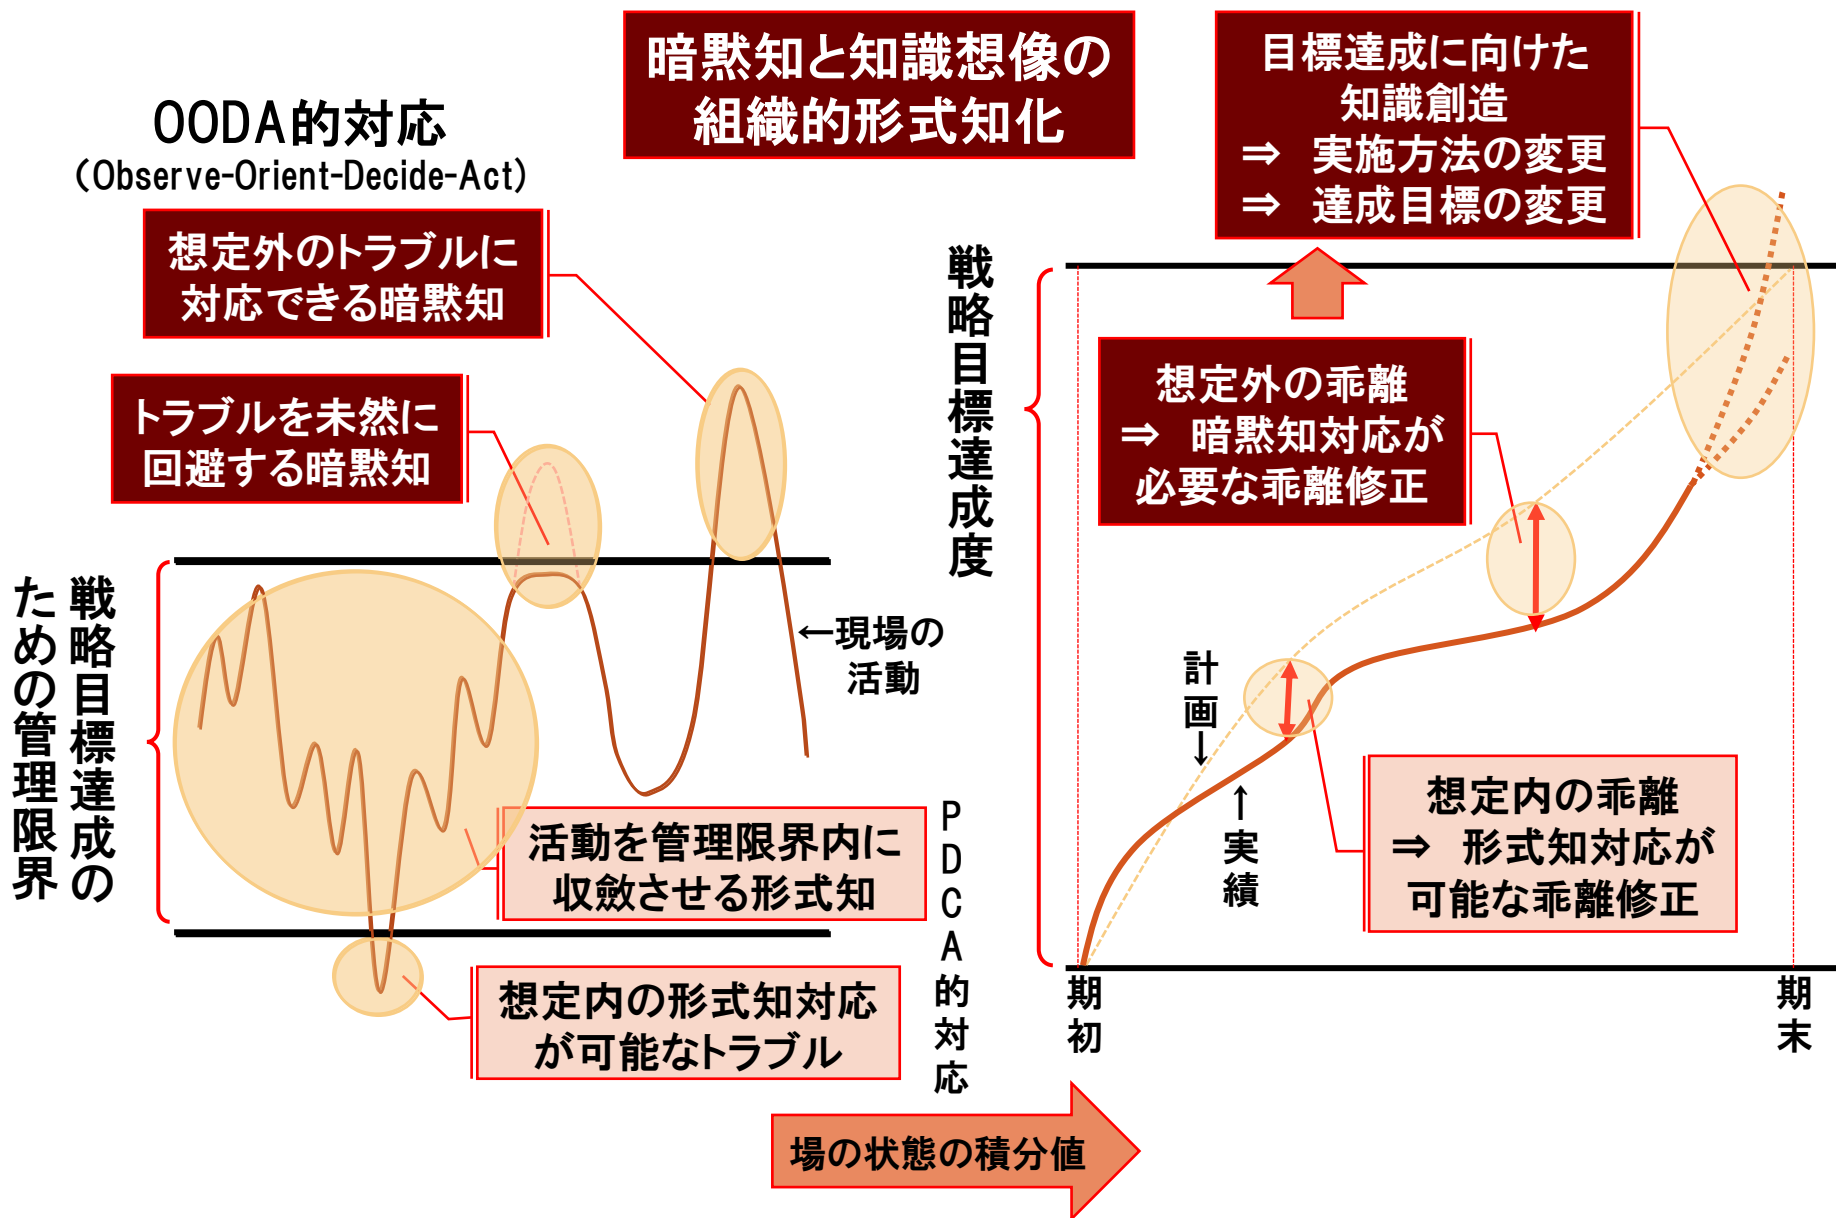 暗黙知と知識想像の
組織的形式知化
OODA的対応
（Observe-Orient-Decide-Act）
想定外のトラブルに
対応できる暗黙知
トラブルを未然に
回避する暗黙知
戦略目標達成の
ための管理限界
←現場の
活動
活動を管理限界内に
収斂させる形式知
想定内の形式知対応
が可能なトラブル
PDCA的対応
場の状態の積分値
目標達成に向けた
知識創造
⇒ 実施方法の変更
⇒ 達成目標の変更
戦略目標達成度
想定外の乖離
⇒ 暗黙知対応が
必要な乖離修正
計画→
←実績
想定内の乖離
⇒ 形式知対応が
可能な乖離修正
期初
期末